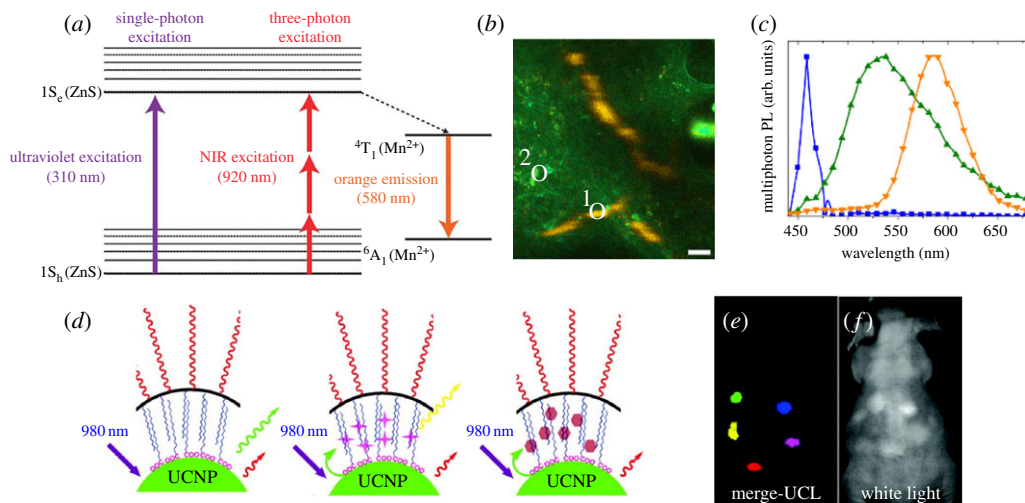 (a)
single-photon
excitation
three-photon
excitation
1Sₑ(ZnS)
ultraviolet excitation
(310 nm)
NIR excitation
(920 nm)
⁴T₁(Mn²⁺)
orange emission
(580 nm)
⁶A₁(Mn²⁺)
1Sₕ(ZnS)
(b)
²O
¹O
(c)
multiphoton PL (arb. units)
450 500 550 600 650
wavelength (nm)
(d)
980 nm
UCNP
980 nm
UCNP
980 nm
UCNP
(e)
merge-UCL
(f)
white light